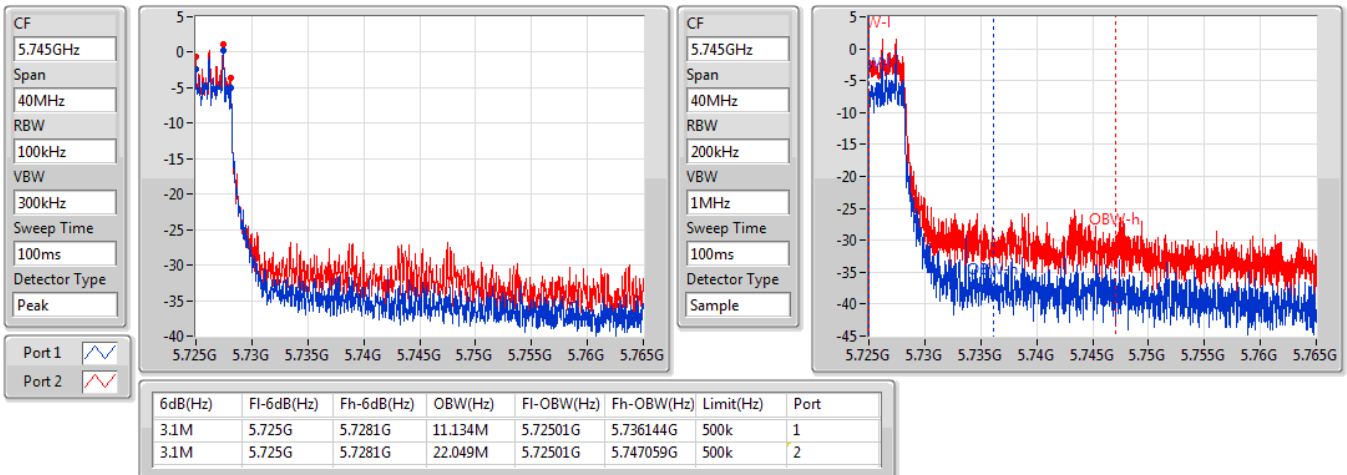 CF
5.745GHz
Span
40MHz
RBW
100kHz
VBW
300kHz
Sweep Time
100ms
Detector Type
Peak
5
0
-5
-10
-15
-20
-25
-30
-35
-40
5.725G 5.73G 5.735G 5.74G 5.745G 5.75G 5.755G 5.76G 5.765G
CF
5.745GHz
Span
40MHz
RBW
200kHz
VBW
1MHz
Sweep Time
100ms
Detector Type
Sample
5
0
-5
-10
-15
-20
-25
-30
-35
-40
-45
W-l
OBW-h
5.725G 5.73G 5.735G 5.74G 5.745G 5.75G 5.755G 5.76G 5.765G
Port 1
Port 2
6dB(Hz) Fl-6dB(Hz) Fh-6dB(Hz) OBW(Hz) Fl-OBW(Hz) Fh-OBW(Hz) Limit(Hz) Port
3.1M 5.725G 5.7281G 11.134M 5.72501G 5.736144G 500k 1
3.1M 5.725G 5.7281G 22.049M 5.72501G 5.747059G 500k 2